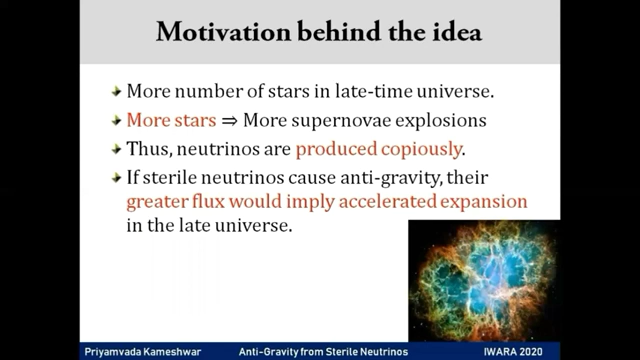 Motivation behind the idea
More number of stars in late-time universe.
More stars ⇒ More supernovae explosions
Thus, neutrinos are produced copiously.
If sterile neutrinos cause anti-gravity, their
greater flux would imply accelerated expansion
in the late universe.
Priyamvada Kameshwar Anti-Gravity from Sterile Neutrinos IWARA 2020